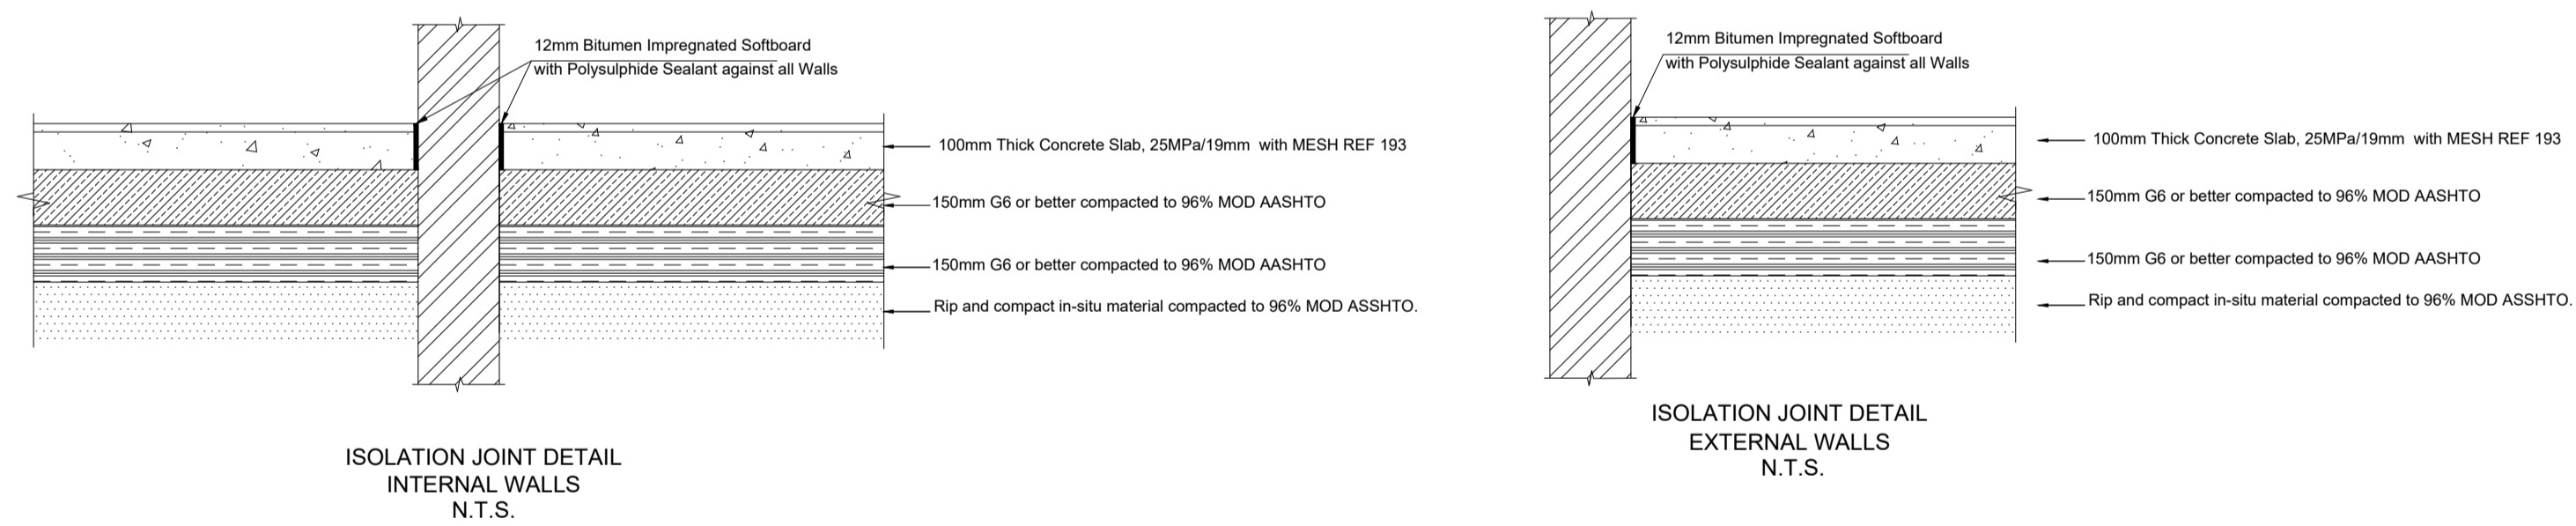 12mm Bitumen Impregnated Softboard
with Polysulphide Sealant against all Walls
100mm Thick Concrete Slab, 25MPa/19mm with MESH REF 193
150mm G6 or better compacted to 96% MOD AASHTO
150mm G6 or better compacted to 96% MOD AASHTO
Rip and compact in-situ material compacted to 96% MOD ASSHTO.
ISOLATION JOINT DETAIL
INTERNAL WALLS
N.T.S.
12mm Bitumen Impregnated Softboard
with Polysulphide Sealant against all Walls
100mm Thick Concrete Slab, 25MPa/19mm with MESH REF 193
150mm G6 or better compacted to 96% MOD AASHTO
150mm G6 or better compacted to 96% MOD AASHTO
Rip and compact in-situ material compacted to 96% MOD ASSHTO.
ISOLATION JOINT DETAIL
EXTERNAL WALLS
N.T.S.